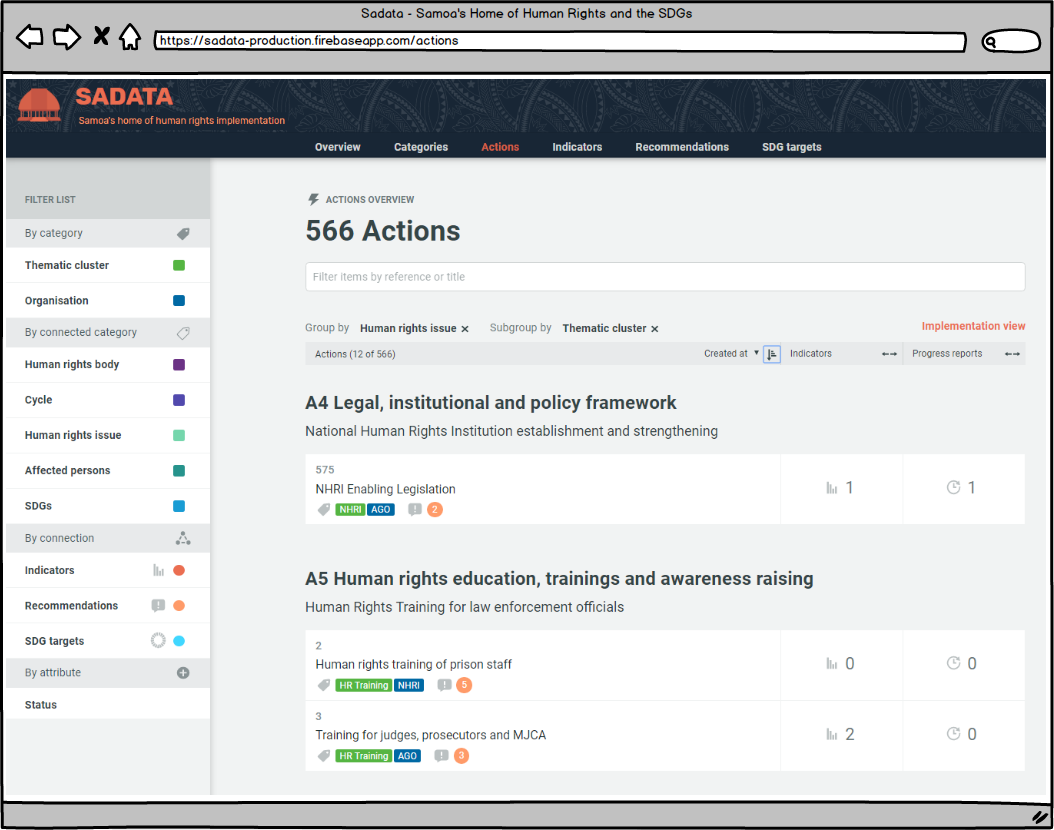 Sadata - Samoa's Home of Human Rights and the SDGs
https://sadata-production.firebaseapp.com/actions
SADATA
Samoa's home of human rights implementation
Overview Categories Actions Indicators Recommendations SDG targets
FILTER LIST
By category
Thematic cluster
Organisation
By connected category
Human rights body
Cycle
Human rights issue
Affected persons
SDGs
By connection
Indicators
Recommendations
SDG targets
By attribute
Status
ACTIONS OVERVIEW
566 Actions
Filter items by reference or title
Group by Human rights issue × Subgroup by Thematic cluster × Implementation view
Actions (12 of 566) Created at Indicators Progress reports
A4 Legal, institutional and policy framework
National Human Rights Institution establishment and strengthening
575
NHRI Enabling Legislation 1 1
NHRI AGO 2
A5 Human rights education, trainings and awareness raising
Human Rights Training for law enforcement officials
2
Human rights training of prison staff 0 0
HR Training NHRI 5
3
Training for judges, prosecutors and MJCA 2 0
HR Training AGO 3